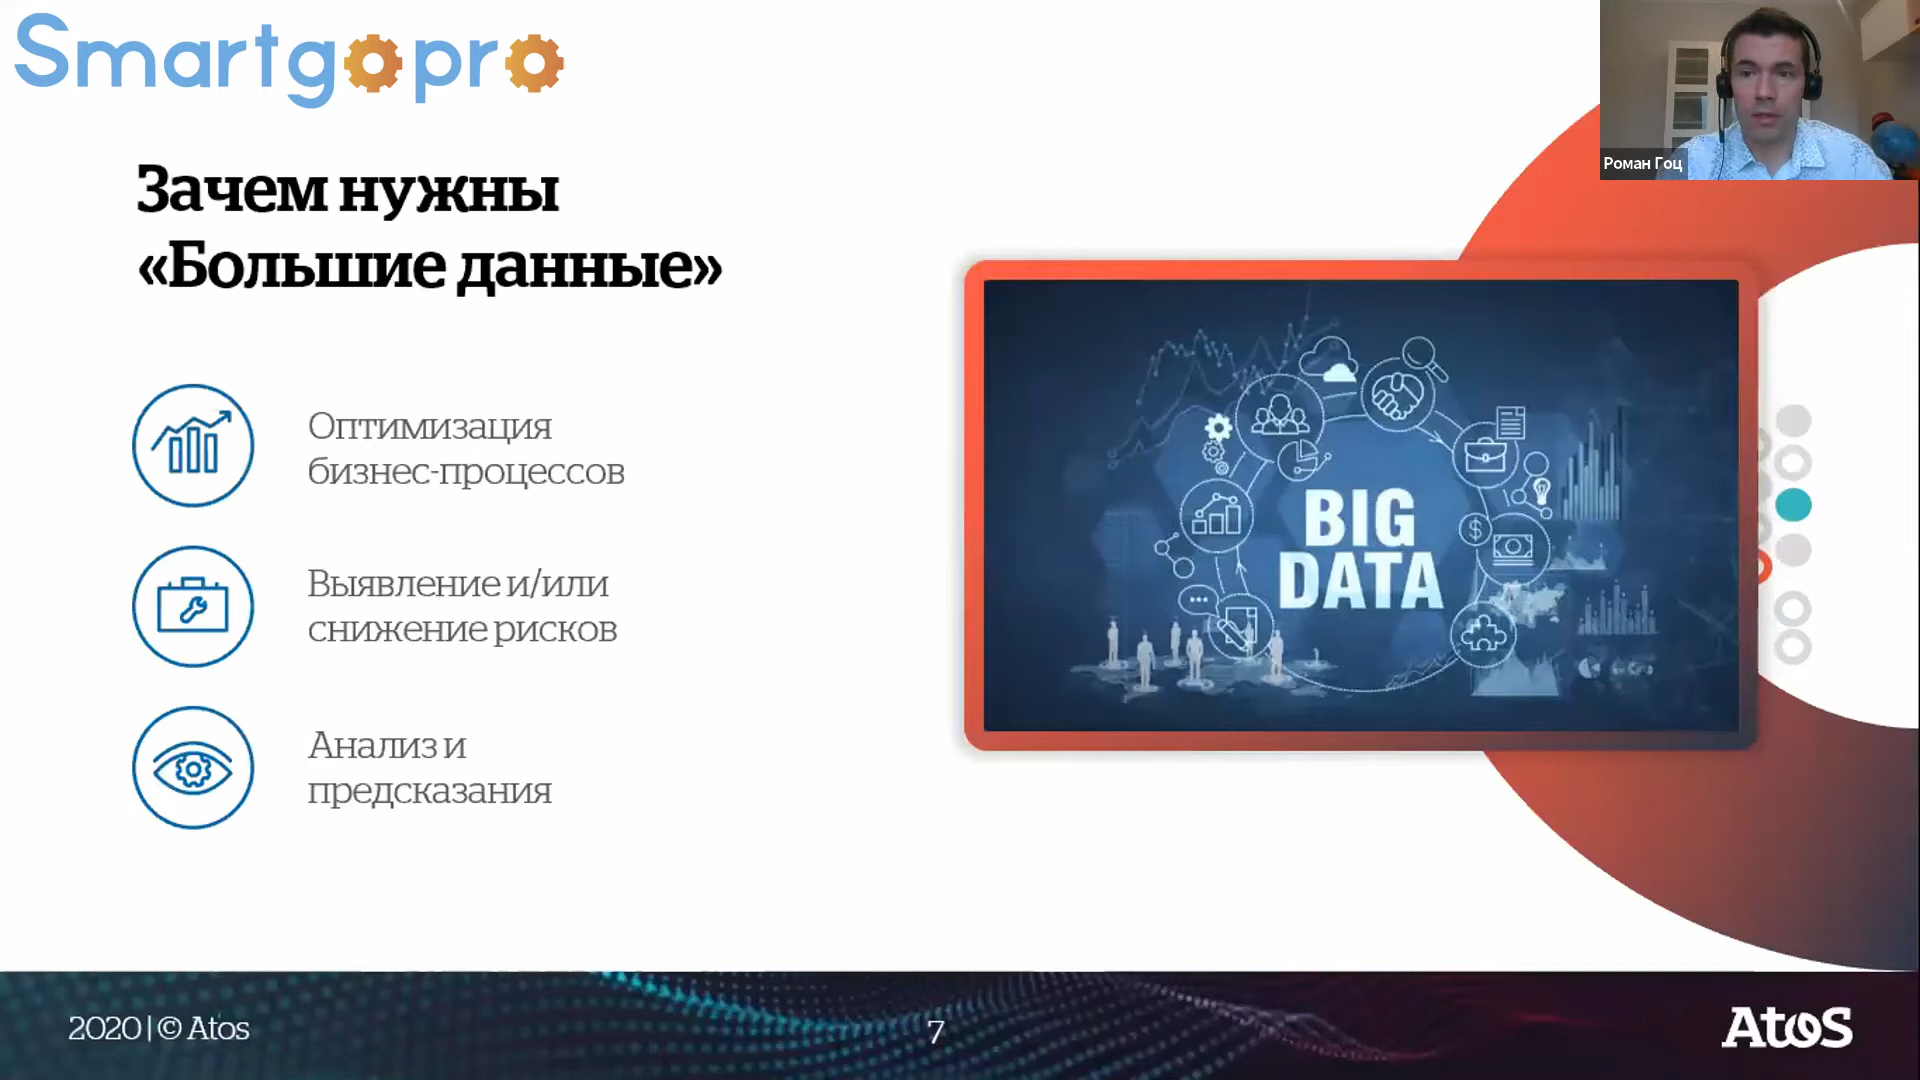 Smartgopro
Роман Гоц
Зачем нужны
«Большие данные»
Оптимизация
бизнес-процессов
Выявление и/или
снижение рисков
Анализ и
предсказания
BIG
DATA
$
2020 | © Atos
7
Atos